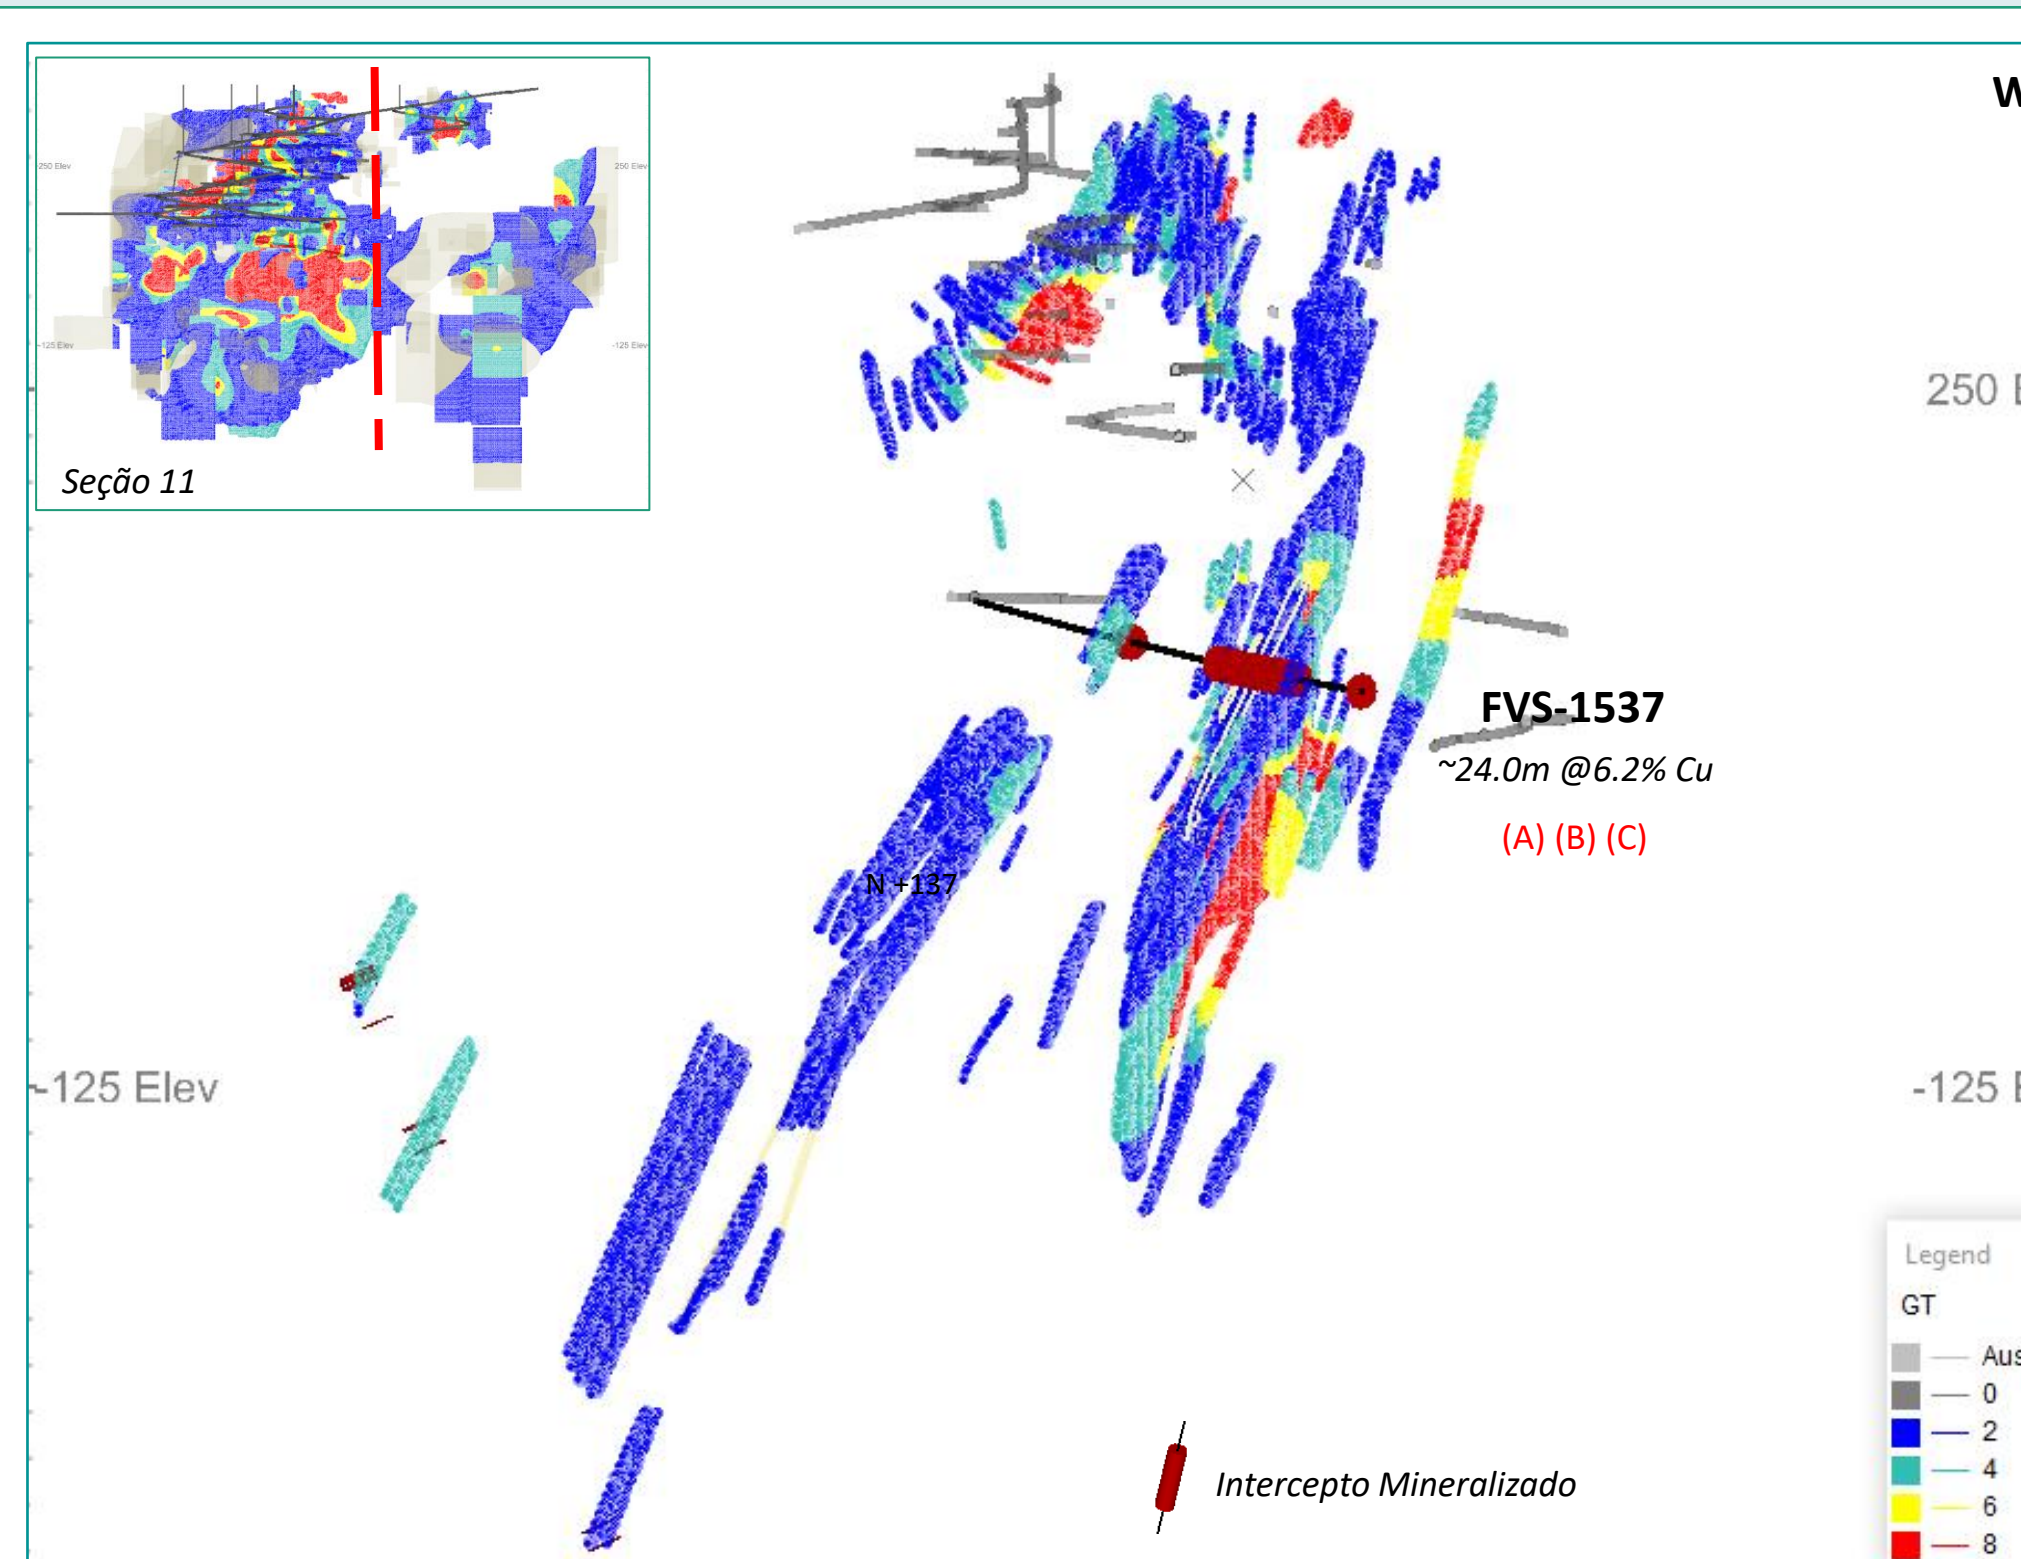 W
250 Elev
250 Elev
-125 Elev
-125 Elev
Seção 11
250 E
FVS-1537
~24.0m @6.2% Cu
(A) (B) (C)
N +137
-125 Elev
-125 E
Legend
GT
Aus
0
2
4
6
8
Intercepto Mineralizado